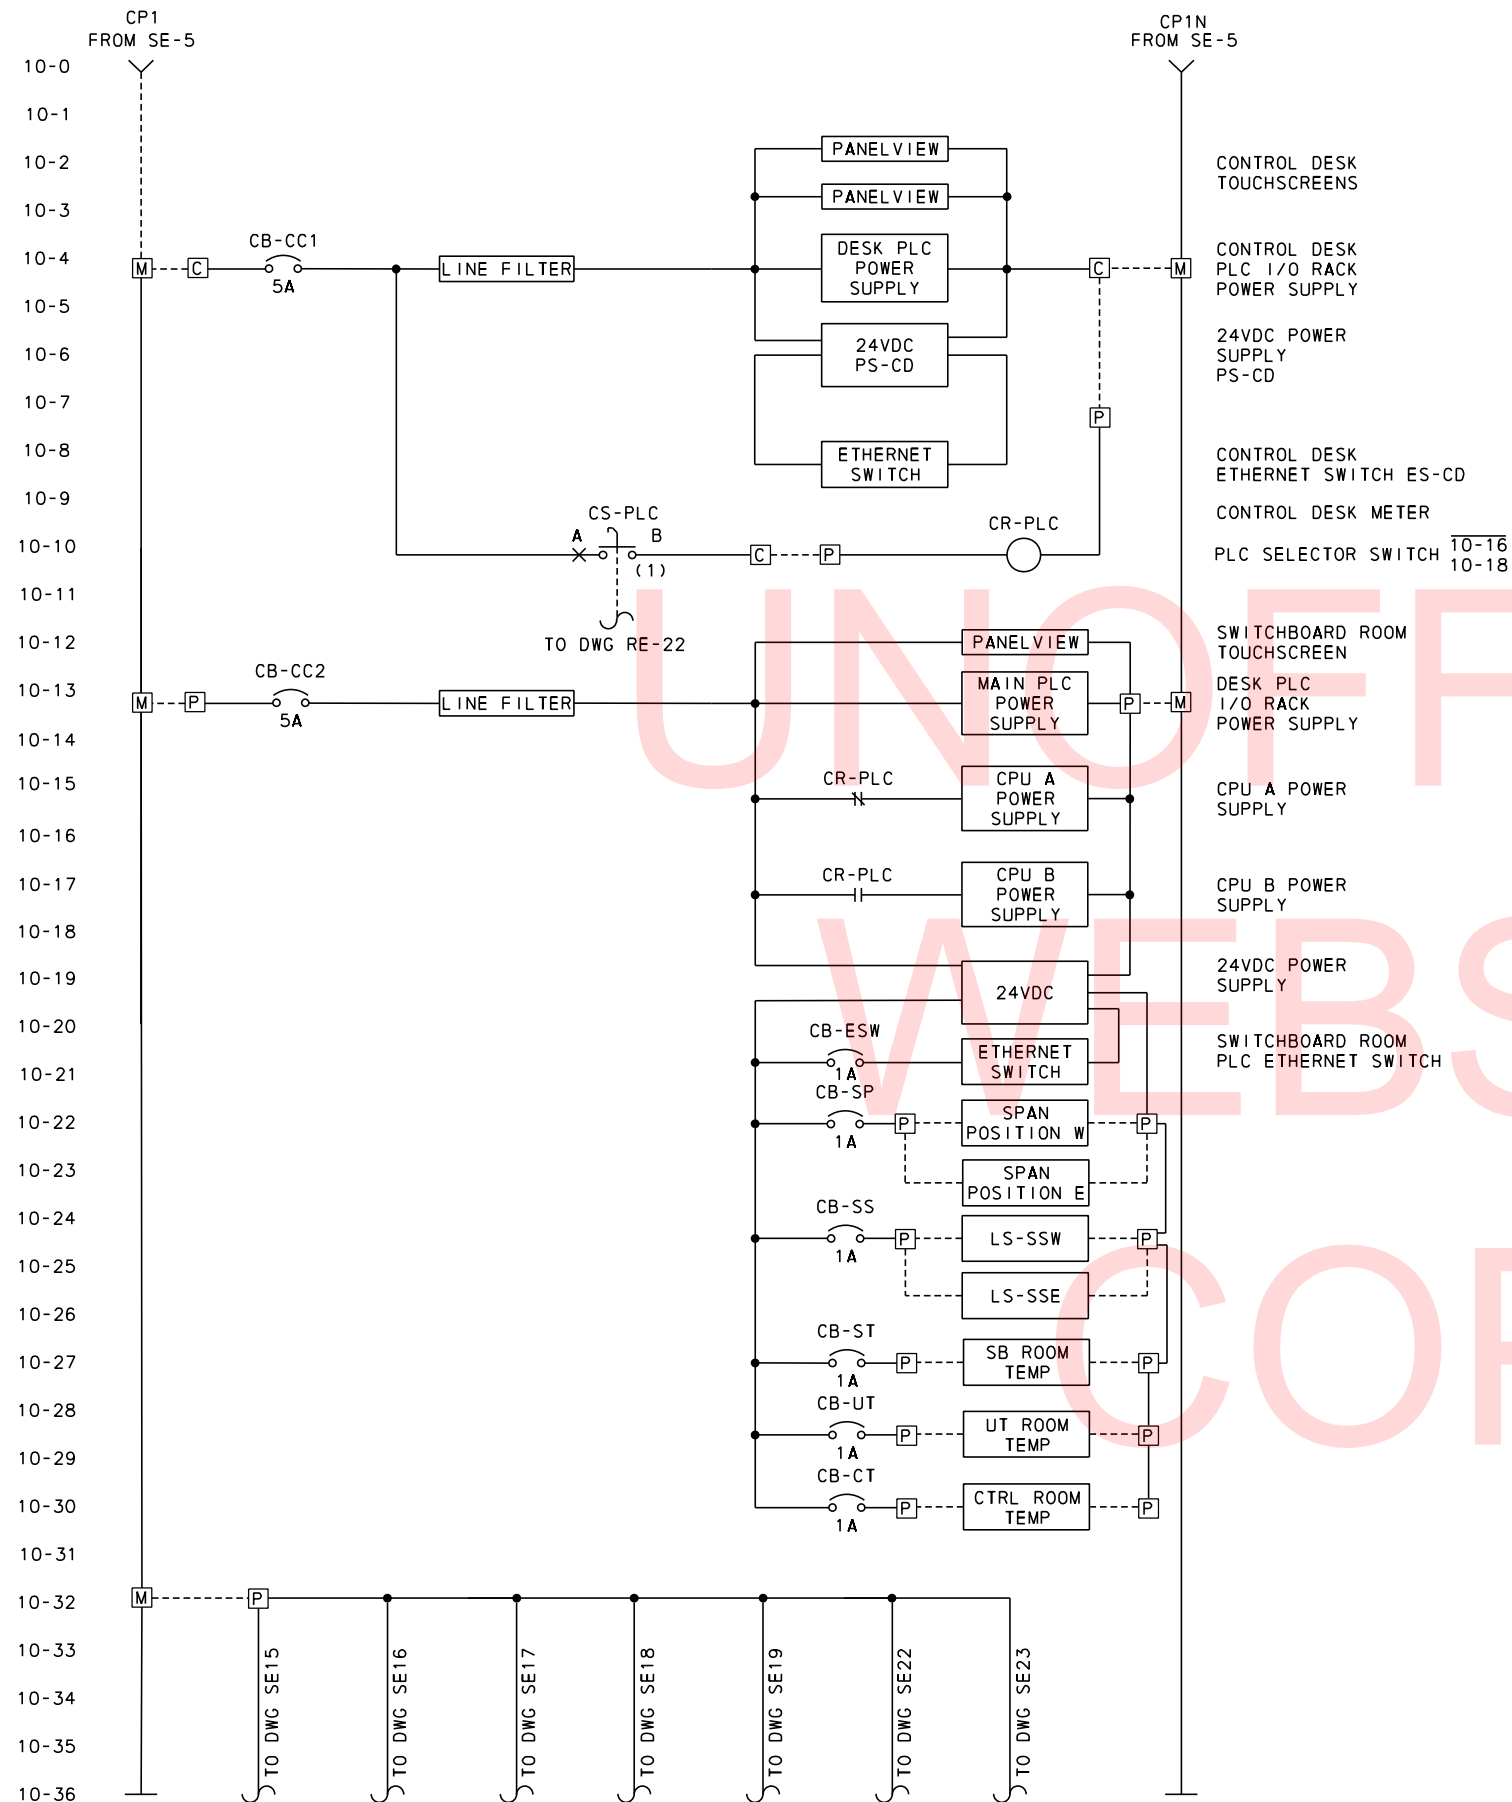 CP1
FROM SE-5
CP1N
FROM SE-5
10-0
10-1
10-2
10-3
10-4
10-5
10-6
10-7
10-8
10-9
10-10
10-11
10-12
10-13
10-14
10-15
10-16
10-17
10-18
10-19
10-20
10-21
10-22
10-23
10-24
10-25
10-26
10-27
10-28
10-29
10-30
10-31
10-32
10-33
10-34
10-35
10-36
PANELVIEW
CONTROL DESK
TOUCHSCREENS
PANELVIEW
M
C
CB-CC1
5A
LINE FILTER
DESK PLC
POWER
SUPPLY
C
M
CONTROL DESK
PLC I/O RACK
POWER SUPPLY
24VDC
PS-CD
24VDC POWER
SUPPLY
PS-CD
P
ETHERNET
SWITCH
CONTROL DESK
ETHERNET SWITCH ES-CD
CONTROL DESK METER
CS-PLC
A
B
(1)
C
P
CR-PLC
PLC SELECTOR SWITCH
10-16
10-18
TO DWG RE-22
PANELVIEW
SWITCHBOARD ROOM
TOUCHSCREEN
M
P
CB-CC2
5A
LINE FILTER
MAIN PLC
POWER
SUPPLY
P
M
DESK PLC
I/O RACK
POWER SUPPLY
CR-PLC
CPU A
POWER
SUPPLY
CPU A POWER
SUPPLY
CR-PLC
CPU B
POWER
SUPPLY
CPU B POWER
SUPPLY
24VDC
24VDC POWER
SUPPLY
CB-ESW
1A
ETHERNET
SWITCH
SWITCHBOARD ROOM
PLC ETHERNET SWITCH
CB-SP
1A
P
SPAN
POSITION W
P
SPAN
POSITION E
CB-SS
1A
P
LS-SSW
P
LS-SSE
CB-ST
1A
P
SB ROOM
TEMP
P
CB-UT
1A
P
UT ROOM
TEMP
P
CB-CT
1A
P
CTRL ROOM
TEMP
P
M
P
TO DWG SE15
TO DWG SE16
TO DWG SE17
TO DWG SE18
TO DWG SE19
TO DWG SE22
TO DWG SE23